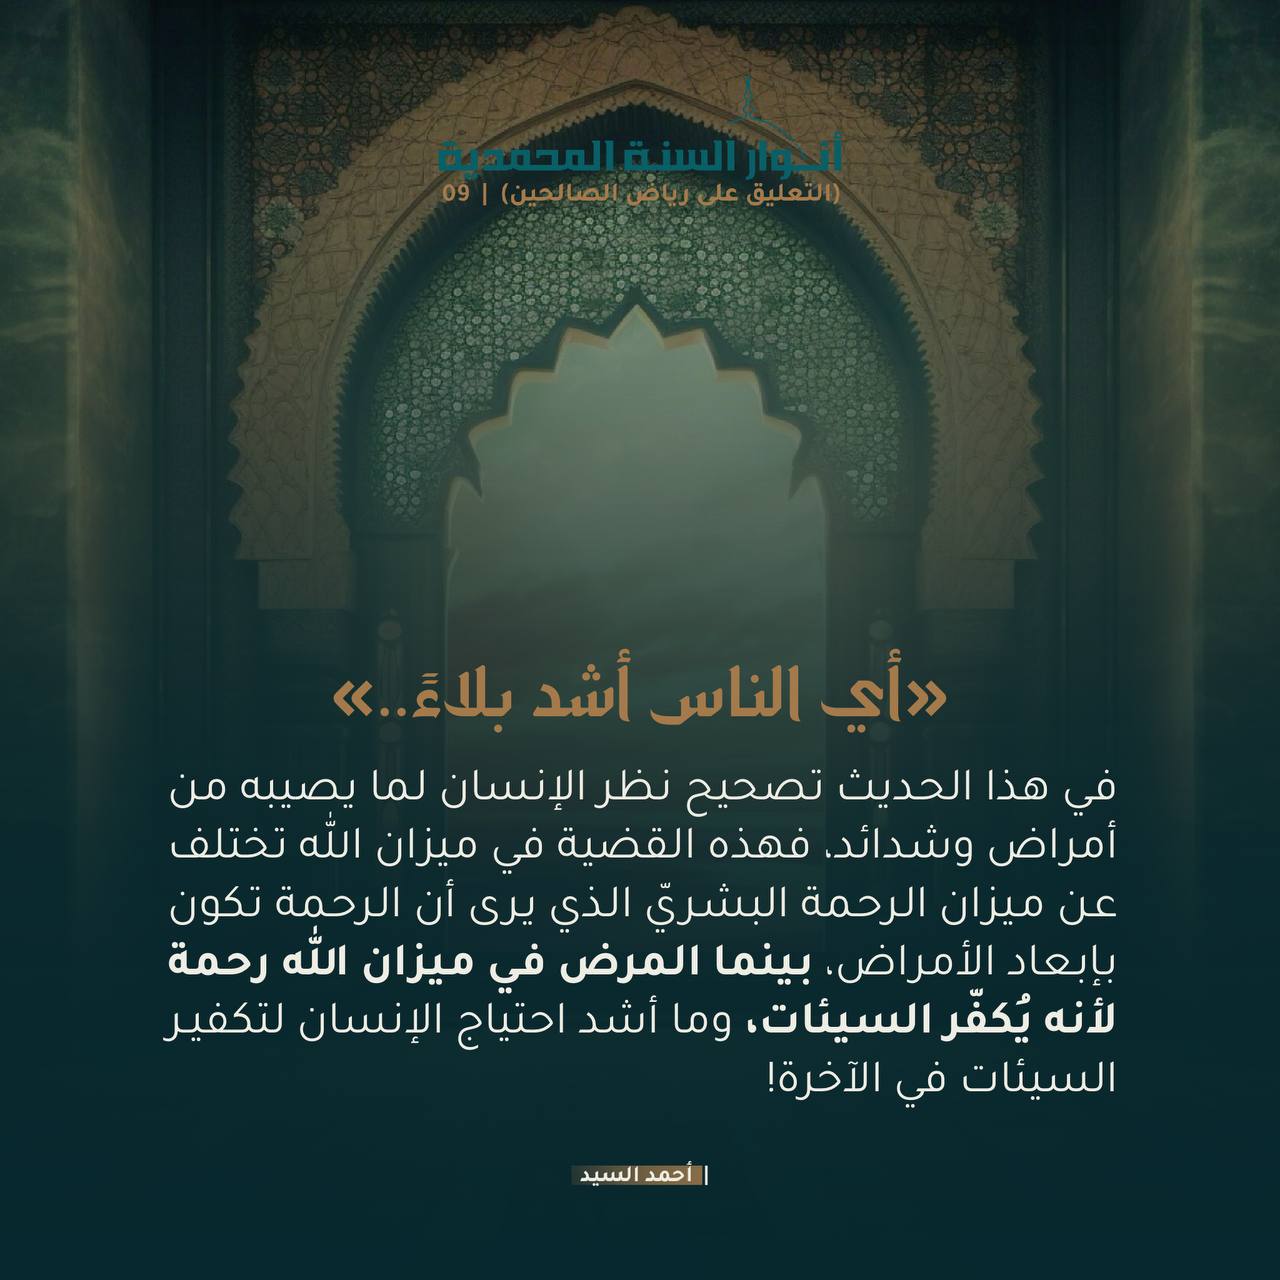 أنـوار السنة المحمدية
(التعليق على رياض الصالحين) | 09
«أي الناس أشد بلاءً..»
في هذا الحديث تصحيح نظر الإنسان لما يصيبه من
أمراض وشدائد، فهذه القضية في ميزان الله تختلف
عن ميزان الرحمة البشريّ الذي يرى أن الرحمة تكون
بإبعاد الأمراض، بينما المرض في ميزان الله رحمة
لأنه يُكفّر السيئات، وما أشد احتياج الإنسان لتكفير
السيئات في الآخرة!
| أحمد السيد